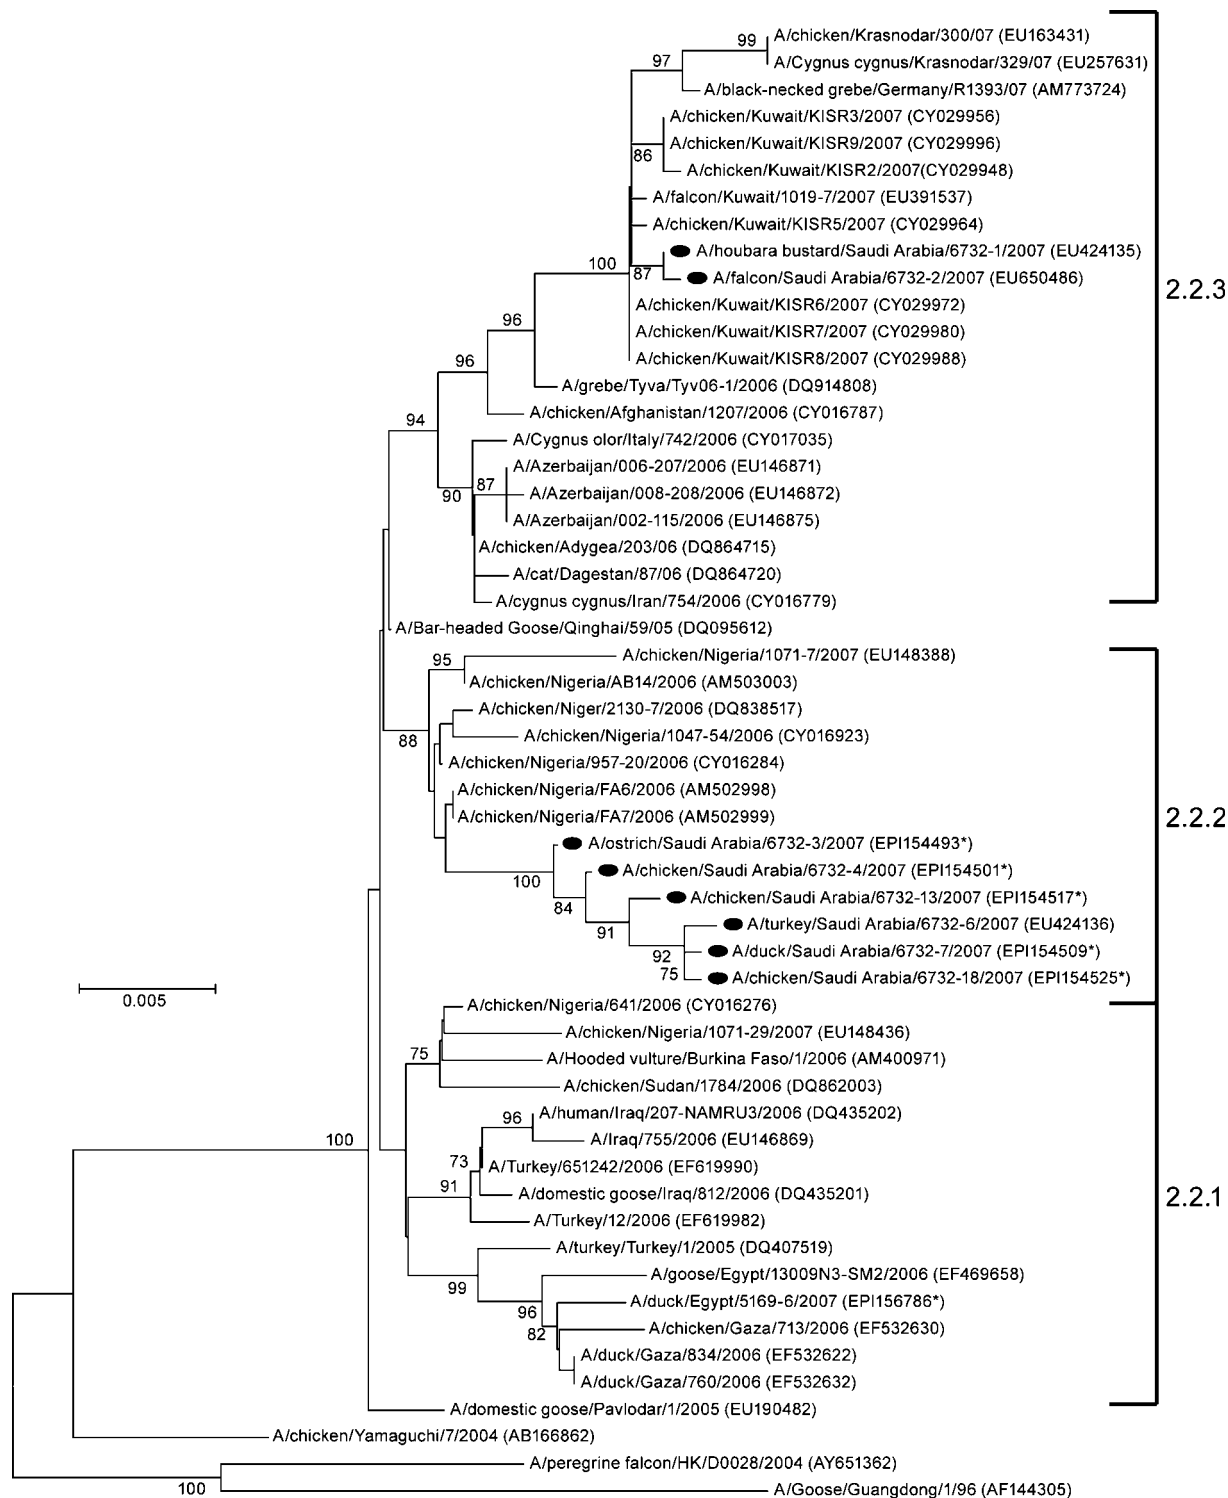 99
A/chicken/Krasnodar/300/07 (EU163431)
A/Cygnus cygnus/Krasnodar/329/07 (EU257631)
97
A/black-necked grebe/Germany/R1393/07 (AM773724)
A/chicken/Kuwait/KISR3/2007 (CY029956)
A/chicken/Kuwait/KISR9/2007 (CY029996)
86
A/chicken/Kuwait/KISR2/2007(CY029948)
A/falcon/Kuwait/1019-7/2007 (EU391537)
A/chicken/Kuwait/KISR5/2007 (CY029964)
A/houbara bustard/Saudi Arabia/6732-1/2007 (EU424135)
100
87
A/falcon/Saudi Arabia/6732-2/2007 (EU650486)
2.2.3
A/chicken/Kuwait/KISR6/2007 (CY029972)
A/chicken/Kuwait/KISR7/2007 (CY029980)
96
A/chicken/Kuwait/KISR8/2007 (CY029988)
96
A/grebe/Tyva/Tyv06-1/2006 (DQ914808)
A/chicken/Afghanistan/1207/2006 (CY016787)
94
A/Cygnus olor/Italy/742/2006 (CY017035)
A/Azerbaijan/006-207/2006 (EU146871)
90
87
A/Azerbaijan/008-208/2006 (EU146872)
A/Azerbaijan/002-115/2006 (EU146875)
A/chicken/Adygea/203/06 (DQ864715)
A/cat/Dagestan/87/06 (DQ864720)
A/cygnus cygnus/Iran/754/2006 (CY016779)
A/Bar-headed Goose/Qinghai/59/05 (DQ095612)
95
A/chicken/Nigeria/1071-7/2007 (EU148388)
A/chicken/Nigeria/AB14/2006 (AM503003)
A/chicken/Niger/2130-7/2006 (DQ838517)
88
A/chicken/Nigeria/1047-54/2006 (CY016923)
A/chicken/Nigeria/957-20/2006 (CY016284)
A/chicken/Nigeria/FA6/2006 (AM502998)
A/chicken/Nigeria/FA7/2006 (AM502999)
2.2.2
A/ostrich/Saudi Arabia/6732-3/2007 (EPI154493*)
100
A/chicken/Saudi Arabia/6732-4/2007 (EPI154501*)
84
A/chicken/Saudi Arabia/6732-13/2007 (EPI154517*)
91
A/turkey/Saudi Arabia/6732-6/2007 (EU424136)
92
A/duck/Saudi Arabia/6732-7/2007 (EPI154509*)
75
A/chicken/Saudi Arabia/6732-18/2007 (EPI154525*)
0.005
A/chicken/Nigeria/641/2006 (CY016276)
A/chicken/Nigeria/1071-29/2007 (EU148436)
75
A/Hooded vulture/Burkina Faso/1/2006 (AM400971)
A/chicken/Sudan/1784/2006 (DQ862003)
96
A/human/Iraq/207-NAMRU3/2006 (DQ435202)
100
A/Iraq/755/2006 (EU146869)
73
A/Turkey/651242/2006 (EF619990)
91
A/domestic goose/Iraq/812/2006 (DQ435201)
2.2.1
A/Turkey/12/2006 (EF619982)
A/turkey/Turkey/1/2005 (DQ407519)
99
A/goose/Egypt/13009N3-SM2/2006 (EF469658)
96
A/duck/Egypt/5169-6/2007 (EPI156786*)
82
A/chicken/Gaza/713/2006 (EF532630)
A/duck/Gaza/834/2006 (EF532622)
A/duck/Gaza/760/2006 (EF532632)
A/domestic goose/Pavlodar/1/2005 (EU190482)
A/chicken/Yamaguchi/7/2004 (AB166862)
A/peregrine falcon/HK/D0028/2004 (AY651362)
100
A/Goose/Guangdong/1/96 (AF144305)